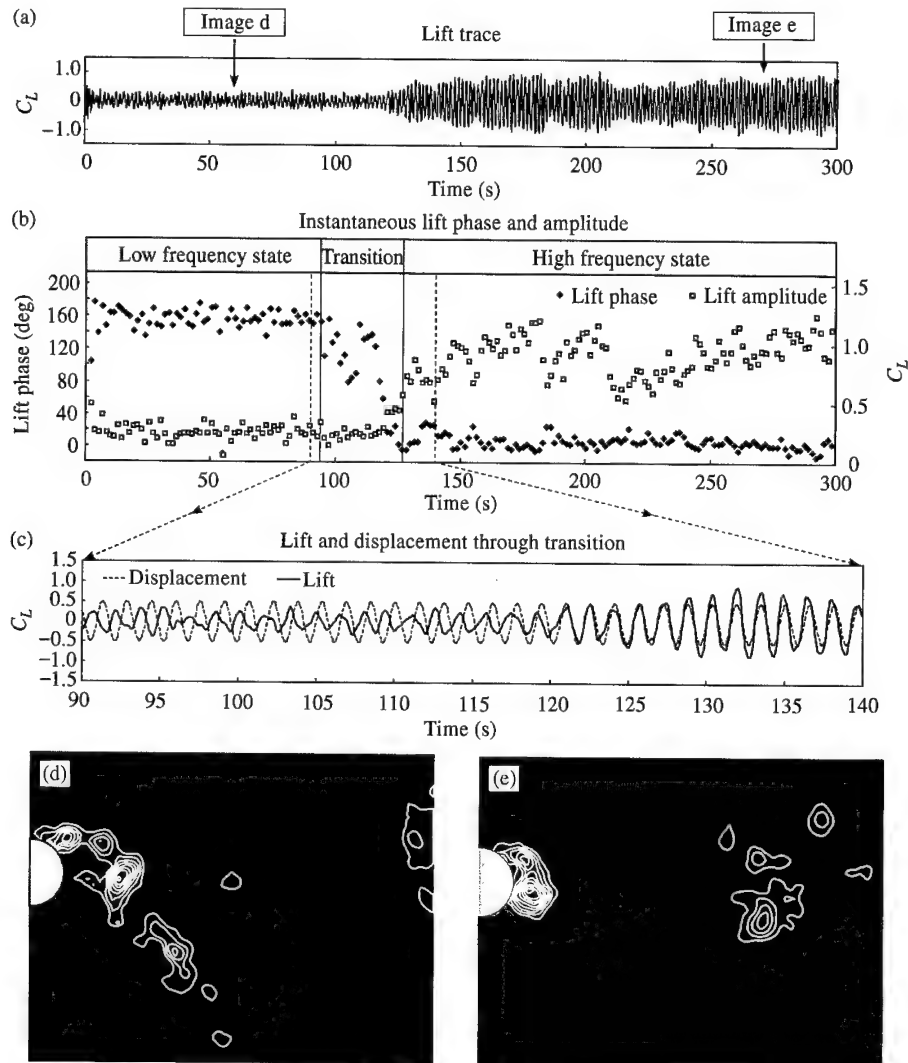 (a)
Image d
Lift trace
Image e
C_L
1.0
0
−1.0
0 50 100 150 200 250 300
Time (s)
(b)
Instantaneous lift phase and amplitude
Low frequency state
Transition
High frequency state
Lift phase (deg)
200
160
120
80
40
0
Lift phase
Lift amplitude
1.5
1.0
0.5
0
C_L
0 50 100 150 200 250 300
Time (s)
(c)
Lift and displacement through transition
Displacement
Lift
C_L
1.5
1.0
0.5
0
−0.5
−1.0
−1.5
90 95 100 105 110 115 120 125 130 135 140
Time (s)
(d)
(e)